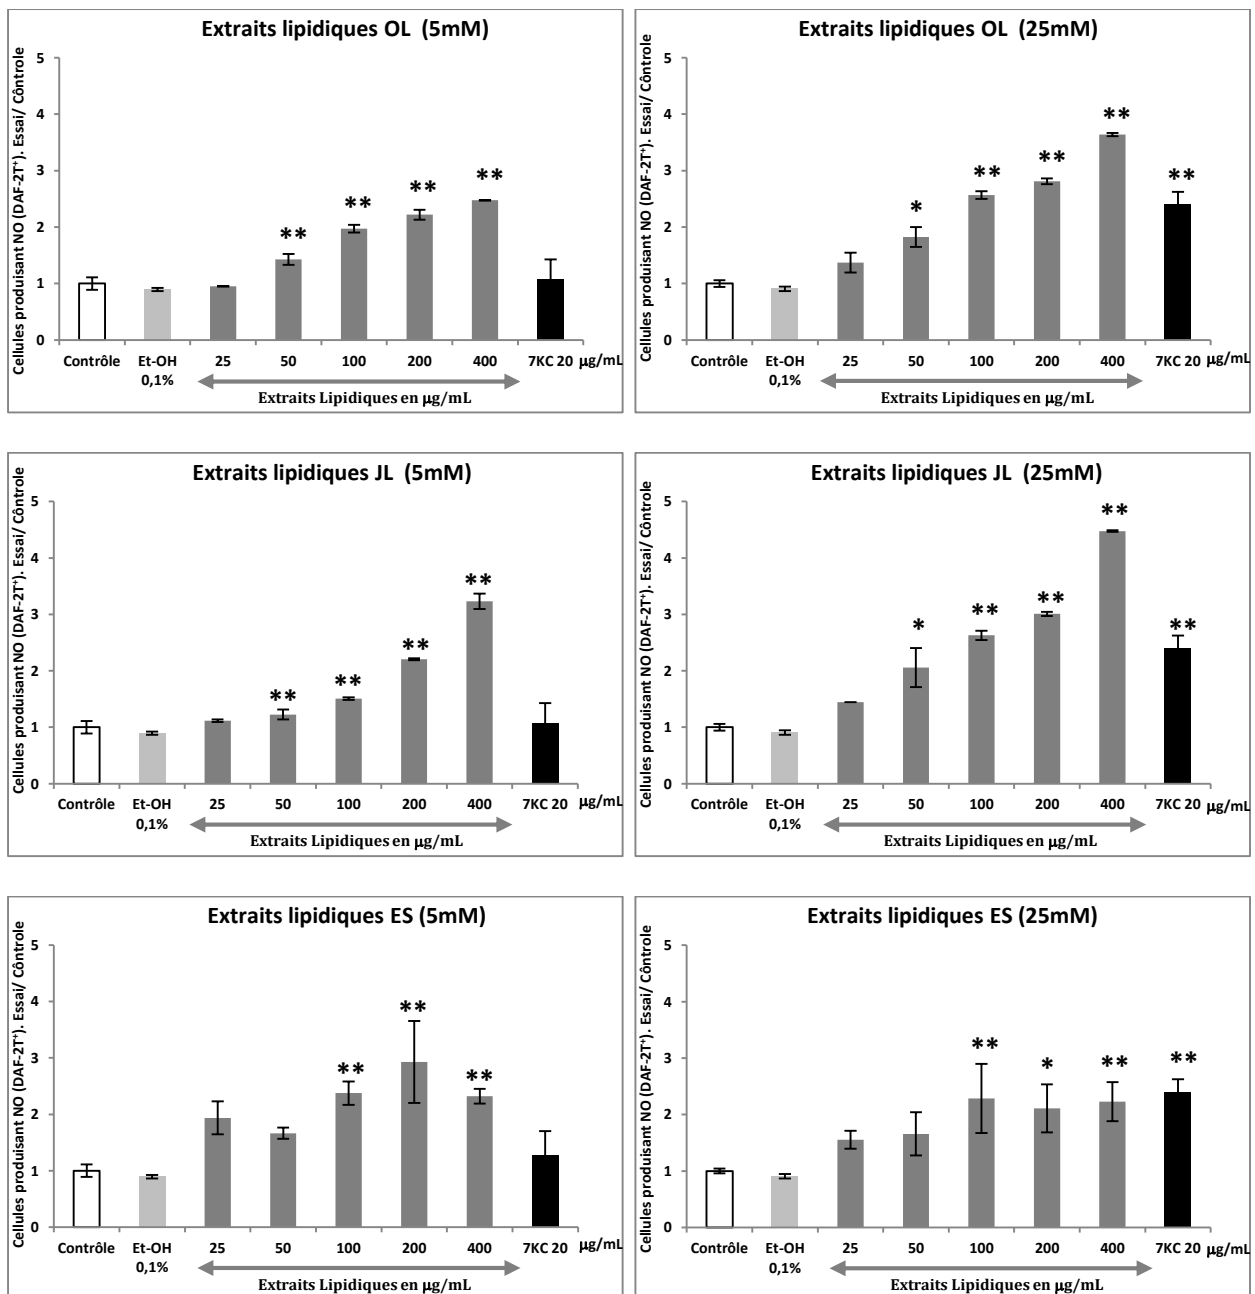 Extraits lipidiques OL (5mM)
Cellules produisant NO (DAF-2T⁺). Essai/ Côntrole
5
4
3
2
1
0
** ** ** **
Contrôle Et-OH 0,1% 25 50 100 200 400 7KC 20 µg/mL
Extraits Lipidiques en µg/mL
Extraits lipidiques OL (25mM)
Cellules produisant NO (DAF-2T⁺). Essai/ Côntrole
5
4
3
2
1
0
* ** ** ** **
Contrôle Et-OH 0,1% 25 50 100 200 400 7KC 20 µg/mL
Extraits Lipidiques en µg/mL
Extraits lipidiques JL (5mM)
Cellules produisant NO (DAF-2T⁺). Essai/ Côntrole
5
4
3
2
1
0
** ** ** **
Contrôle Et-OH 0,1% 25 50 100 200 400 7KC 20 µg/mL
Extraits Lipidiques en µg/mL
Extraits lipidiques JL (25mM)
Cellules produisant NO (DAF-2T⁺). Essai/ Côntrole
5
4
3
2
1
0
* ** ** ** **
Contrôle Et-OH 0,1% 25 50 100 200 400 7KC 20 µg/mL
Extraits Lipidiques en µg/mL
Extraits lipidiques ES (5mM)
Cellules produisant NO (DAF-2T⁺). Essai/ Côntrole
5
4
3
2
1
0
** ** **
Contrôle Et-OH 0,1% 25 50 100 200 400 7KC 20 µg/mL
Extraits Lipidiques en µg/mL
Extraits lipidiques ES (25mM)
Cellules produisant NO (DAF-2T⁺). Essai/ Côntrole
5
4
3
2
1
0
** * ** **
Contrôle Et-OH 0,1% 25 50 100 200 400 7KC 20 µg/mL
Extraits Lipidiques en µg/mL